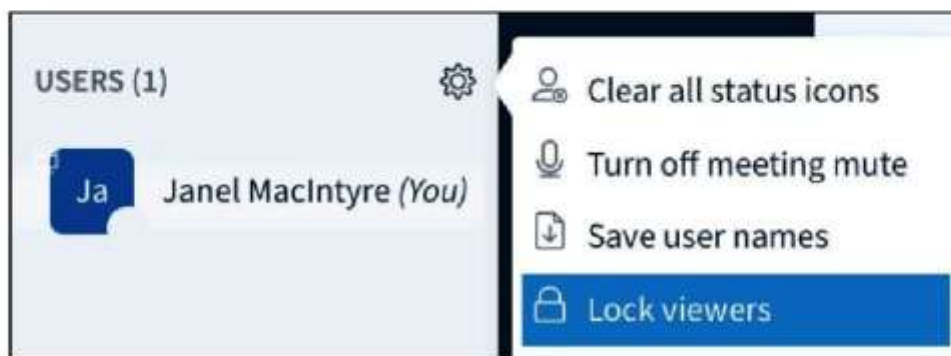 USERS (1)
Ja
Janel MacIntyre (You)
Clear all status icons
Turn off meeting mute
Save user names
Lock viewers